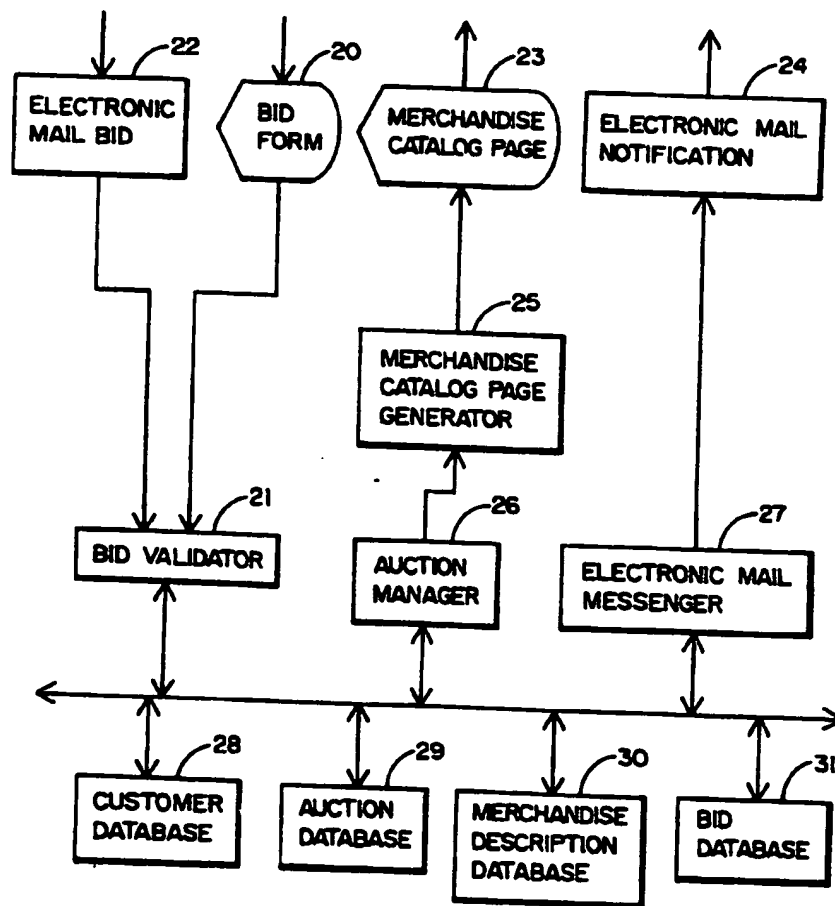 22
ELECTRONIC
MAIL BID
20
BID
FORM
23
MERCHANDISE
CATALOG PAGE
24
ELECTRONIC MAIL
NOTIFICATION
25
MERCHANDISE
CATALOG PAGE
GENERATOR
21
BID VALIDATOR
26
AUCTION
MANAGER
27
ELECTRONIC MAIL
MESSENGER
28
CUSTOMER
DATABASE
29
AUCTION
DATABASE
30
MERCHANDISE
DESCRIPTION
DATABASE
31
BID
DATABASE